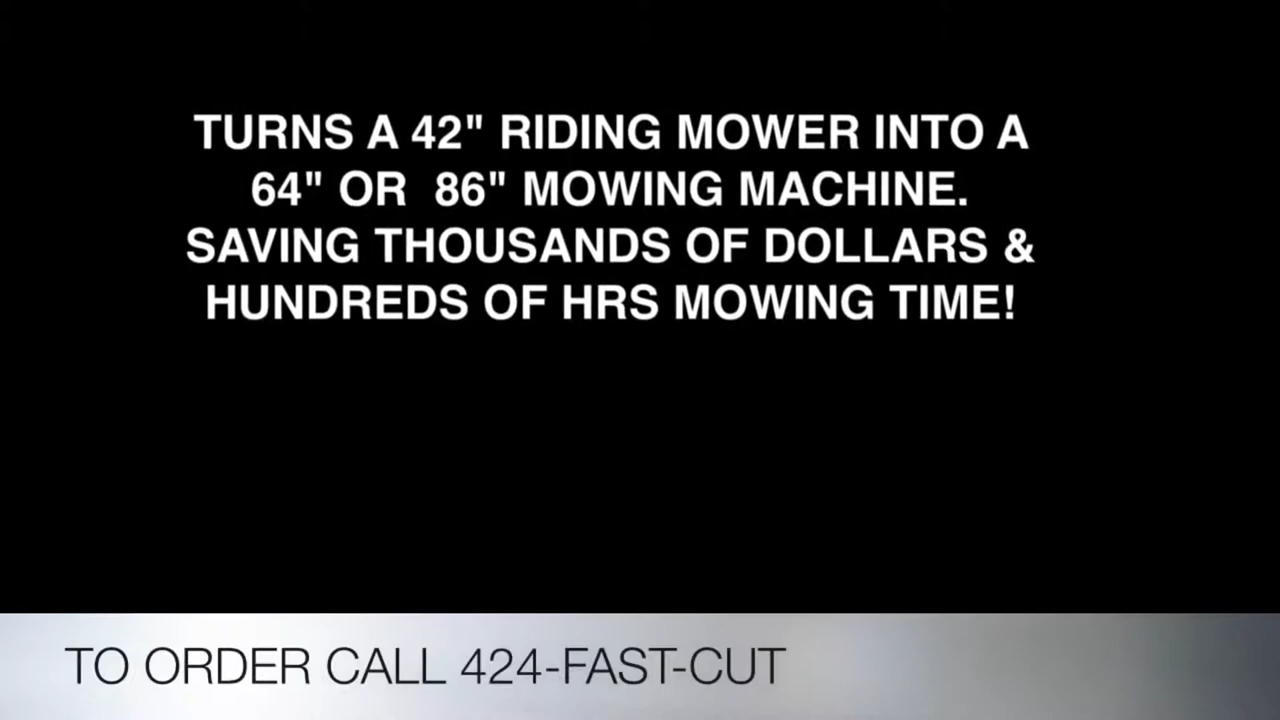 TURNS A 42" RIDING MOWER INTO A
64" OR  86" MOWING MACHINE.
SAVING THOUSANDS OF DOLLARS &
HUNDREDS OF HRS MOWING TIME!
TO ORDER CALL 424-FAST-CUT